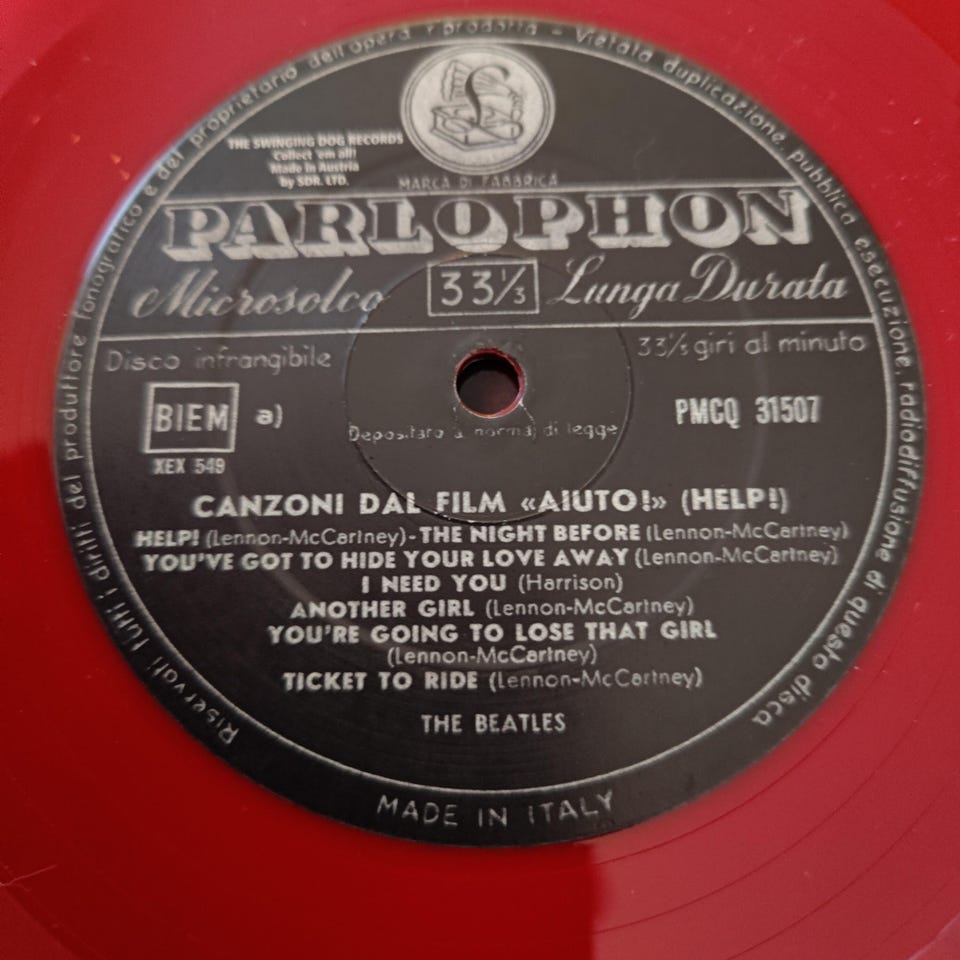 Riservati tutti i diritti del produttore fonografico e del proprietario dell'opera riprodotta - Vietata duplicazione, pubblica esecuzione, radiodiffusione di questo disco
THE SWINGING DOG RECORDS
Collect 'em all!
Made in Austria
by SDR. LTD.
MARCA DI FABBRICA
PARLOPHON
Microsolco 33⅓ Lunga Durata
Disco infrangibile 33⅓ giri al minuto
BIEM a) PMCQ 31507
Depositato a norma di legge
XEX 549
CANZONI DAL FILM «AIUTO!» (HELP!)
HELP! (Lennon-McCartney) - THE NIGHT BEFORE (Lennon-McCartney)
YOU'VE GOT TO HIDE YOUR LOVE AWAY (Lennon-McCartney)
I NEED YOU (Harrison)
ANOTHER GIRL (Lennon-McCartney)
YOU'RE GOING TO LOSE THAT GIRL
(Lennon-McCartney)
TICKET TO RIDE (Lennon-McCartney)
THE BEATLES
MADE IN ITALY